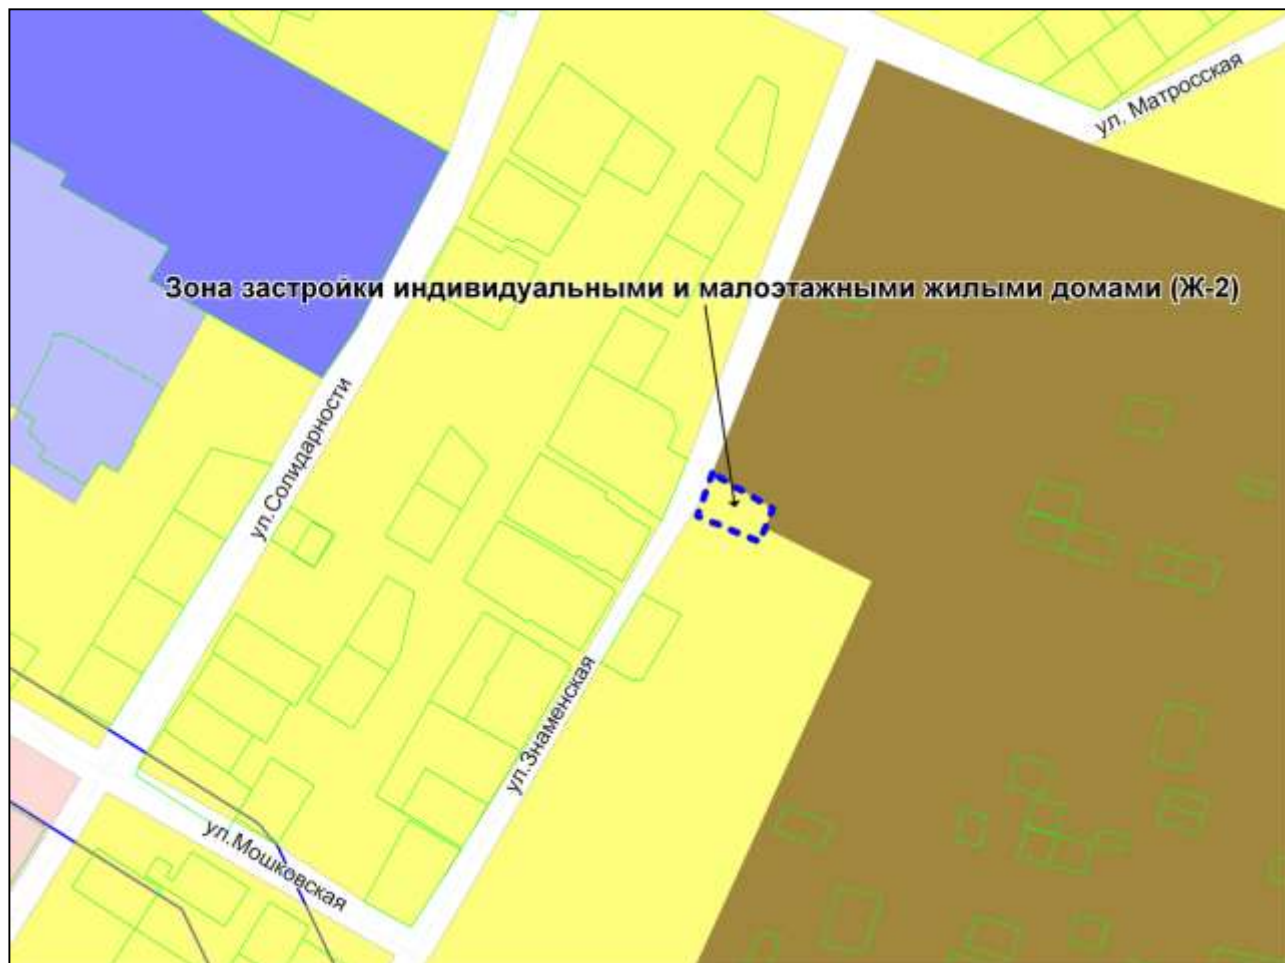 ул. Матросская
Зона застройки индивидуальными и малоэтажными жилыми домами (Ж-2)
ул.Солидарности
ул.Знаменская
ул.Мошковская